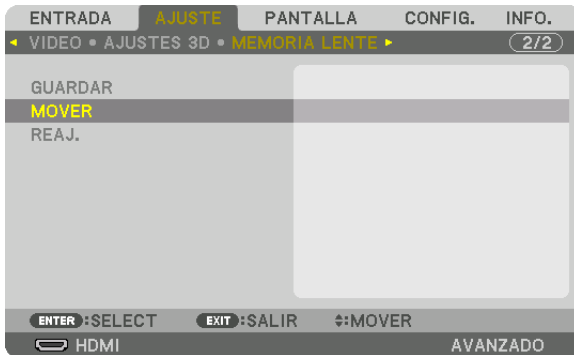 ENTRADA AJUSTE PANTALLA CONFIG. INFO.
VIDEO • AJUSTES 3D • MEMORIA LENTE 2/2
GUARDAR
MOVER
REAJ.
ENTER :SELECT EXIT :SALIR :MOVER
HDMI AVANZADO